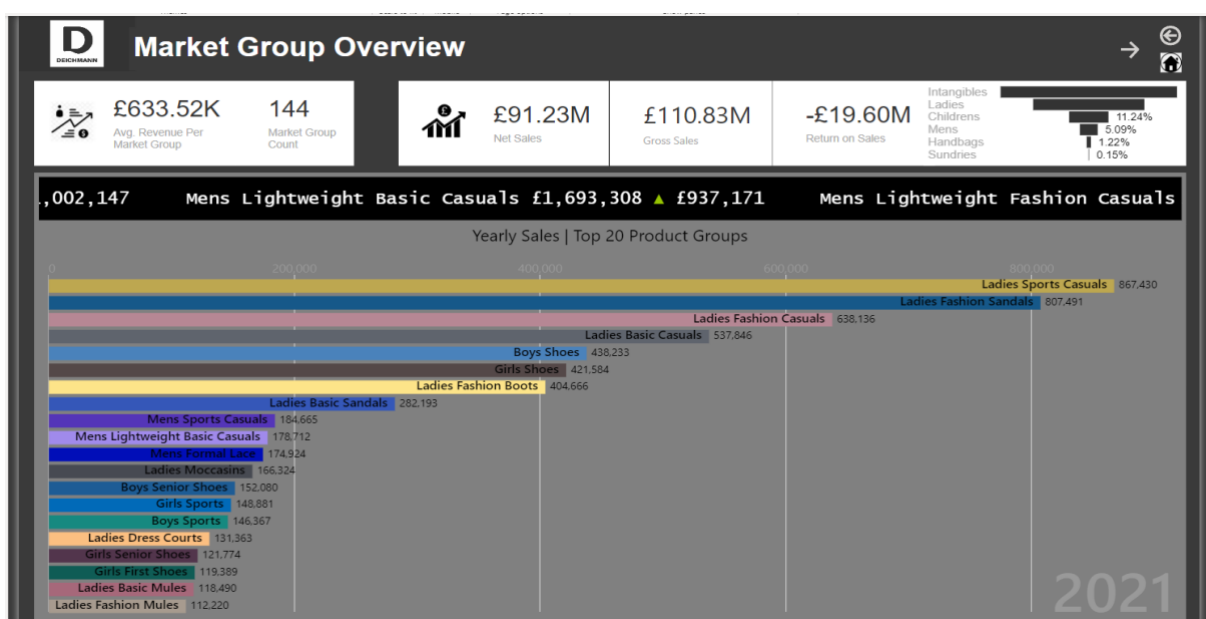 D
DEICHMANN
Market Group Overview
£633.52K
Avg. Revenue Per
Market Group
144
Market Group
Count
£91.23M
Net Sales
£110.83M
Gross Sales
-£19.60M
Return on Sales
Intangibles
Ladies
Childrens 11.24%
Mens 5.09%
Handbags 1.22%
Sundries 0.15%
,002,147 Mens Lightweight Basic Casuals £1,693,308 ▲ £937,171 Mens Lightweight Fashion Casuals
Yearly Sales | Top 20 Product Groups
0 200,000 400,000 600,000 800,000
Ladies Sports Casuals 867,430
Ladies Fashion Sandals 807,491
Ladies Fashion Casuals 638,136
Ladies Basic Casuals 537,846
Boys Shoes 438,233
Girls Shoes 421,584
Ladies Fashion Boots 404,666
Ladies Basic Sandals 282,193
Mens Sports Casuals 184,665
Mens Lightweight Basic Casuals 178,712
Mens Formal Lace 174,924
Ladies Moccasins 166,324
Boys Senior Shoes 152,080
Girls Sports 148,881
Boys Sports 146,367
Ladies Dress Courts 131,363
Girls Senior Shoes 121,774
Girls First Shoes 119,389
Ladies Basic Mules 118,490
Ladies Fashion Mules 112,220
2021